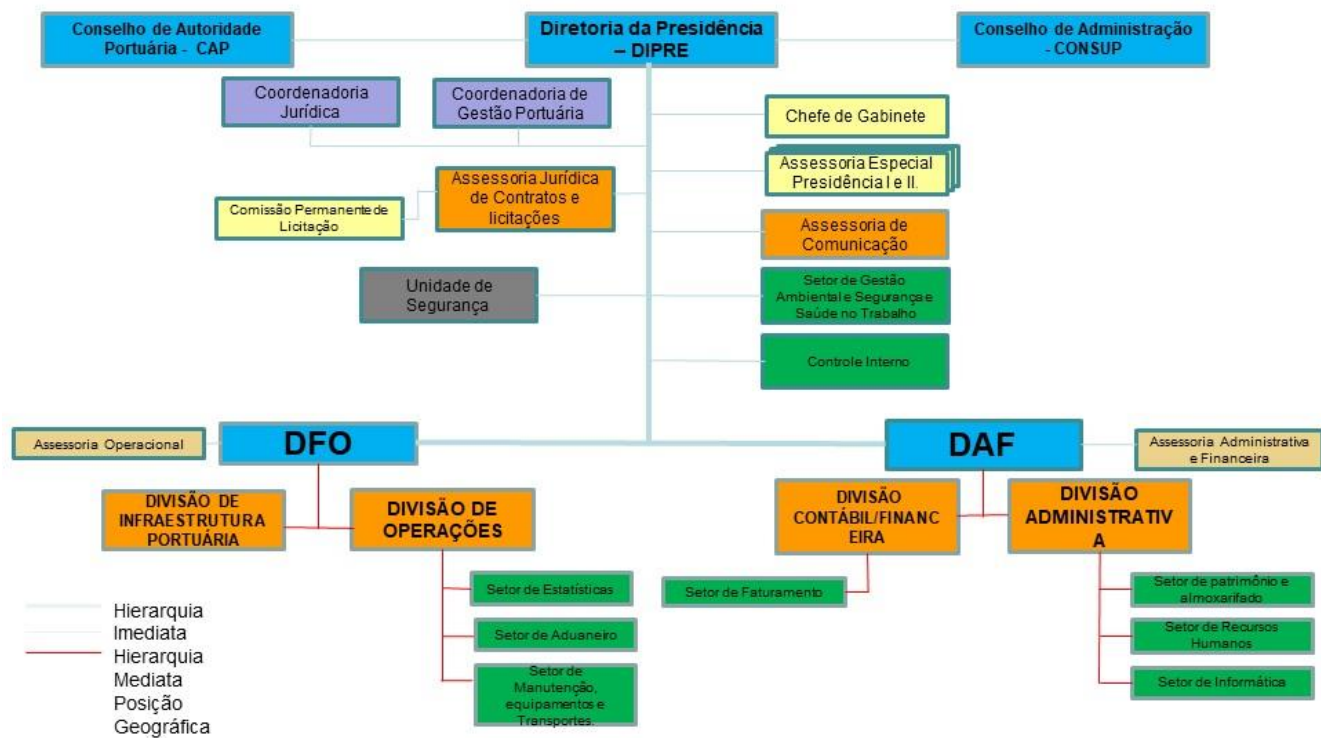 Conselho de Autoridade
Portuária - CAP
Diretoria da Presidência
– DIPRE
Conselho de Administração
- CONSUP
Coordenadoria
Jurídica
Coordenadoria de
Gestão Portuária
Chefe de Gabinete
Assessoria Especial
Presidência I e II.
Assessoria Jurídica
de Contratos e
licitações
Comissão Permanente de
Licitação
Assessoria de
Comunicação
Unidade de
Segurança
Setor de Gestão
Ambiental e Segurança e
Saúde no Trabalho
Controle Interno
Assessoria Operacional
DFO
DAF
Assessoria Administrativa
e Financeira
DIVISÃO DE
INFRAESTRUTURA
PORTUÁRIA
DIVISÃO DE
OPERAÇÕES
DIVISÃO
CONTÁBIL/FINANC
EIRA
DIVISÃO
ADMINISTRATIV
A
Setor de Estatísticas
Setor de Aduaneiro
Setor de
Manutenção,
equipamentos e
Transportes.
Setor de Faturamento
Setor de patrimônio e
almoxarifado
Setor de Recursos
Humanos
Setor de Informática
Hierarquia
Imediata
Hierarquia
Mediata
Posição
Geográfica